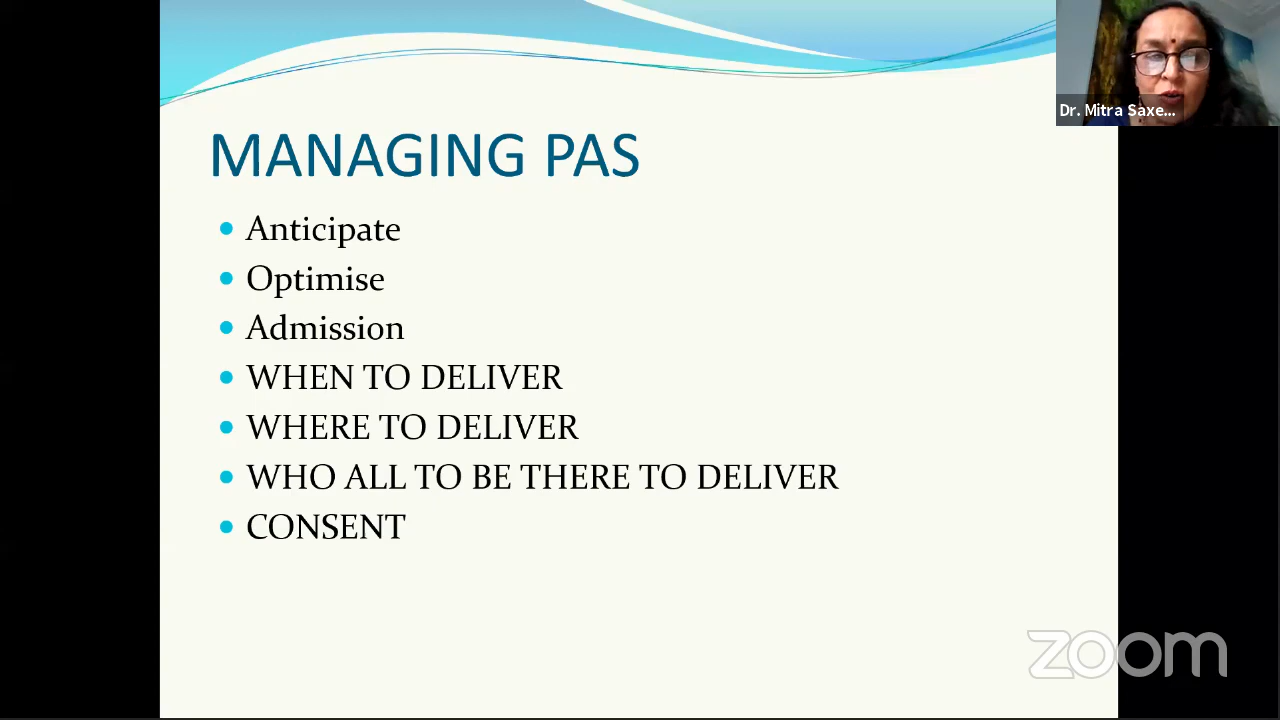 MANAGING PAS
Anticipate
Optimise
Admission
WHEN TO DELIVER
WHERE TO DELIVER
WHO ALL TO BE THERE TO DELIVER
CONSENT
Dr. Mitra Saxe...
zoom